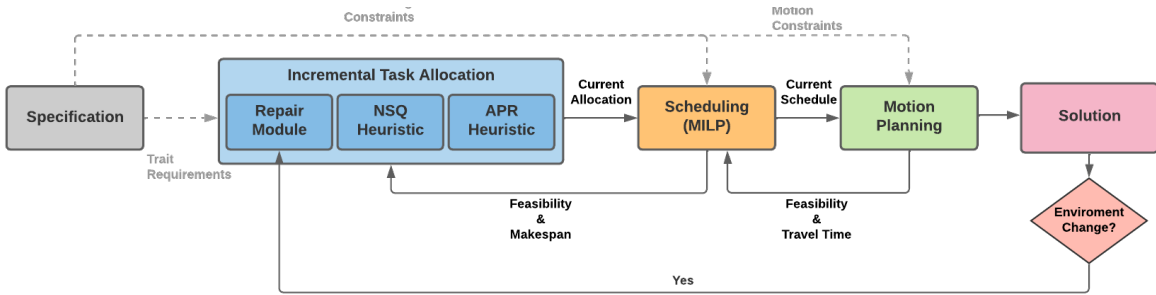 Constraints
Motion
Constraints
Incremental Task Allocation
Repair
Module
NSQ
Heuristic
APR
Heuristic
Specification
Trait
Requirements
Current
Allocation
Scheduling
(MILP)
Current
Schedule
Motion
Planning
Solution
Feasibility
&
Makespan
Feasibility
&
Travel Time
Enviroment
Change?
Yes